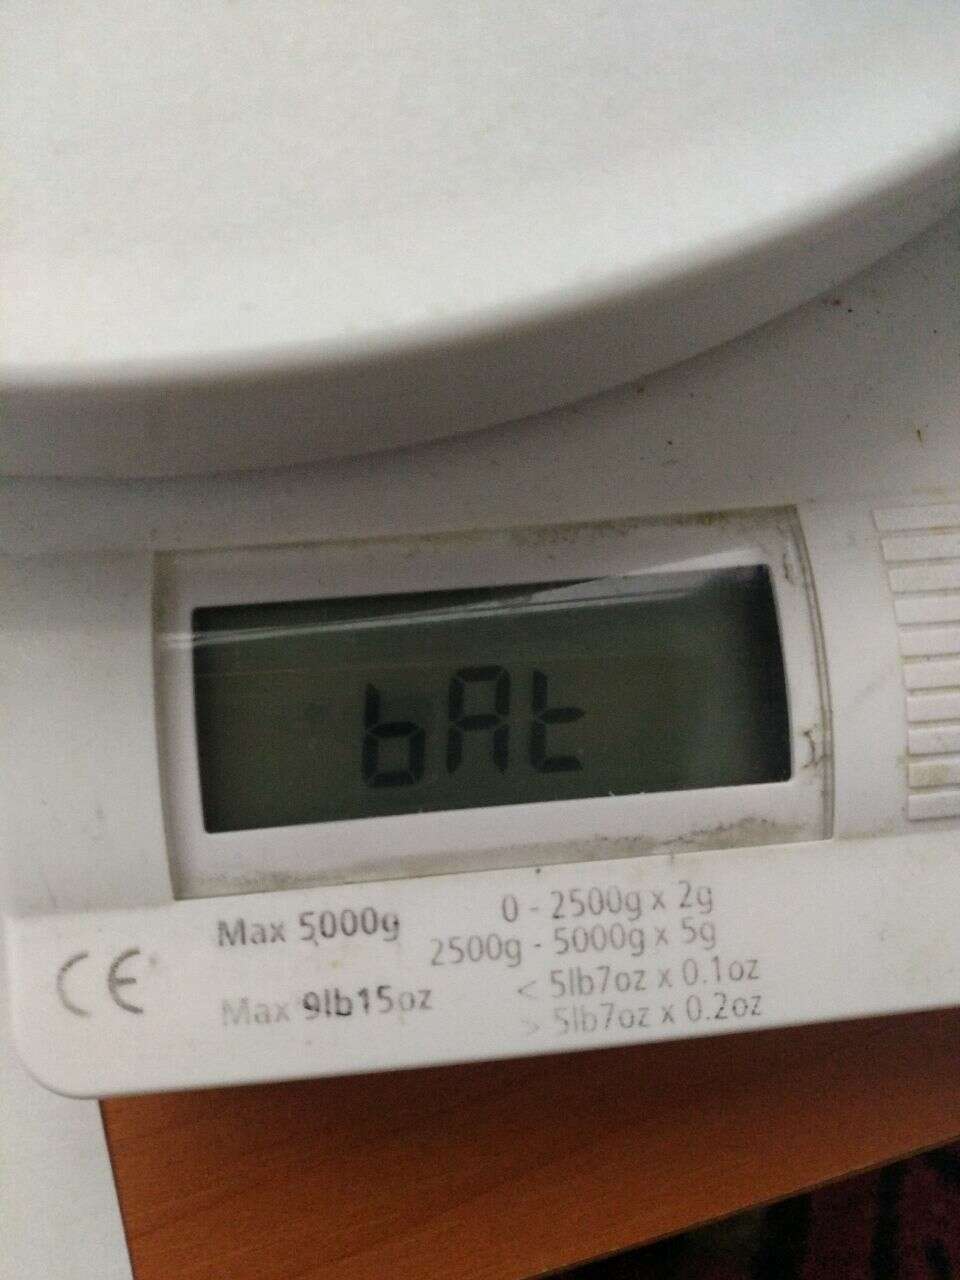 bAt
Max 5000g
0 - 2500g x 2g
2500g - 5000g x 5g
CE
Max 9lb15oz
< 5lb7oz x 0.1oz
> 5lb7oz x 0.2oz